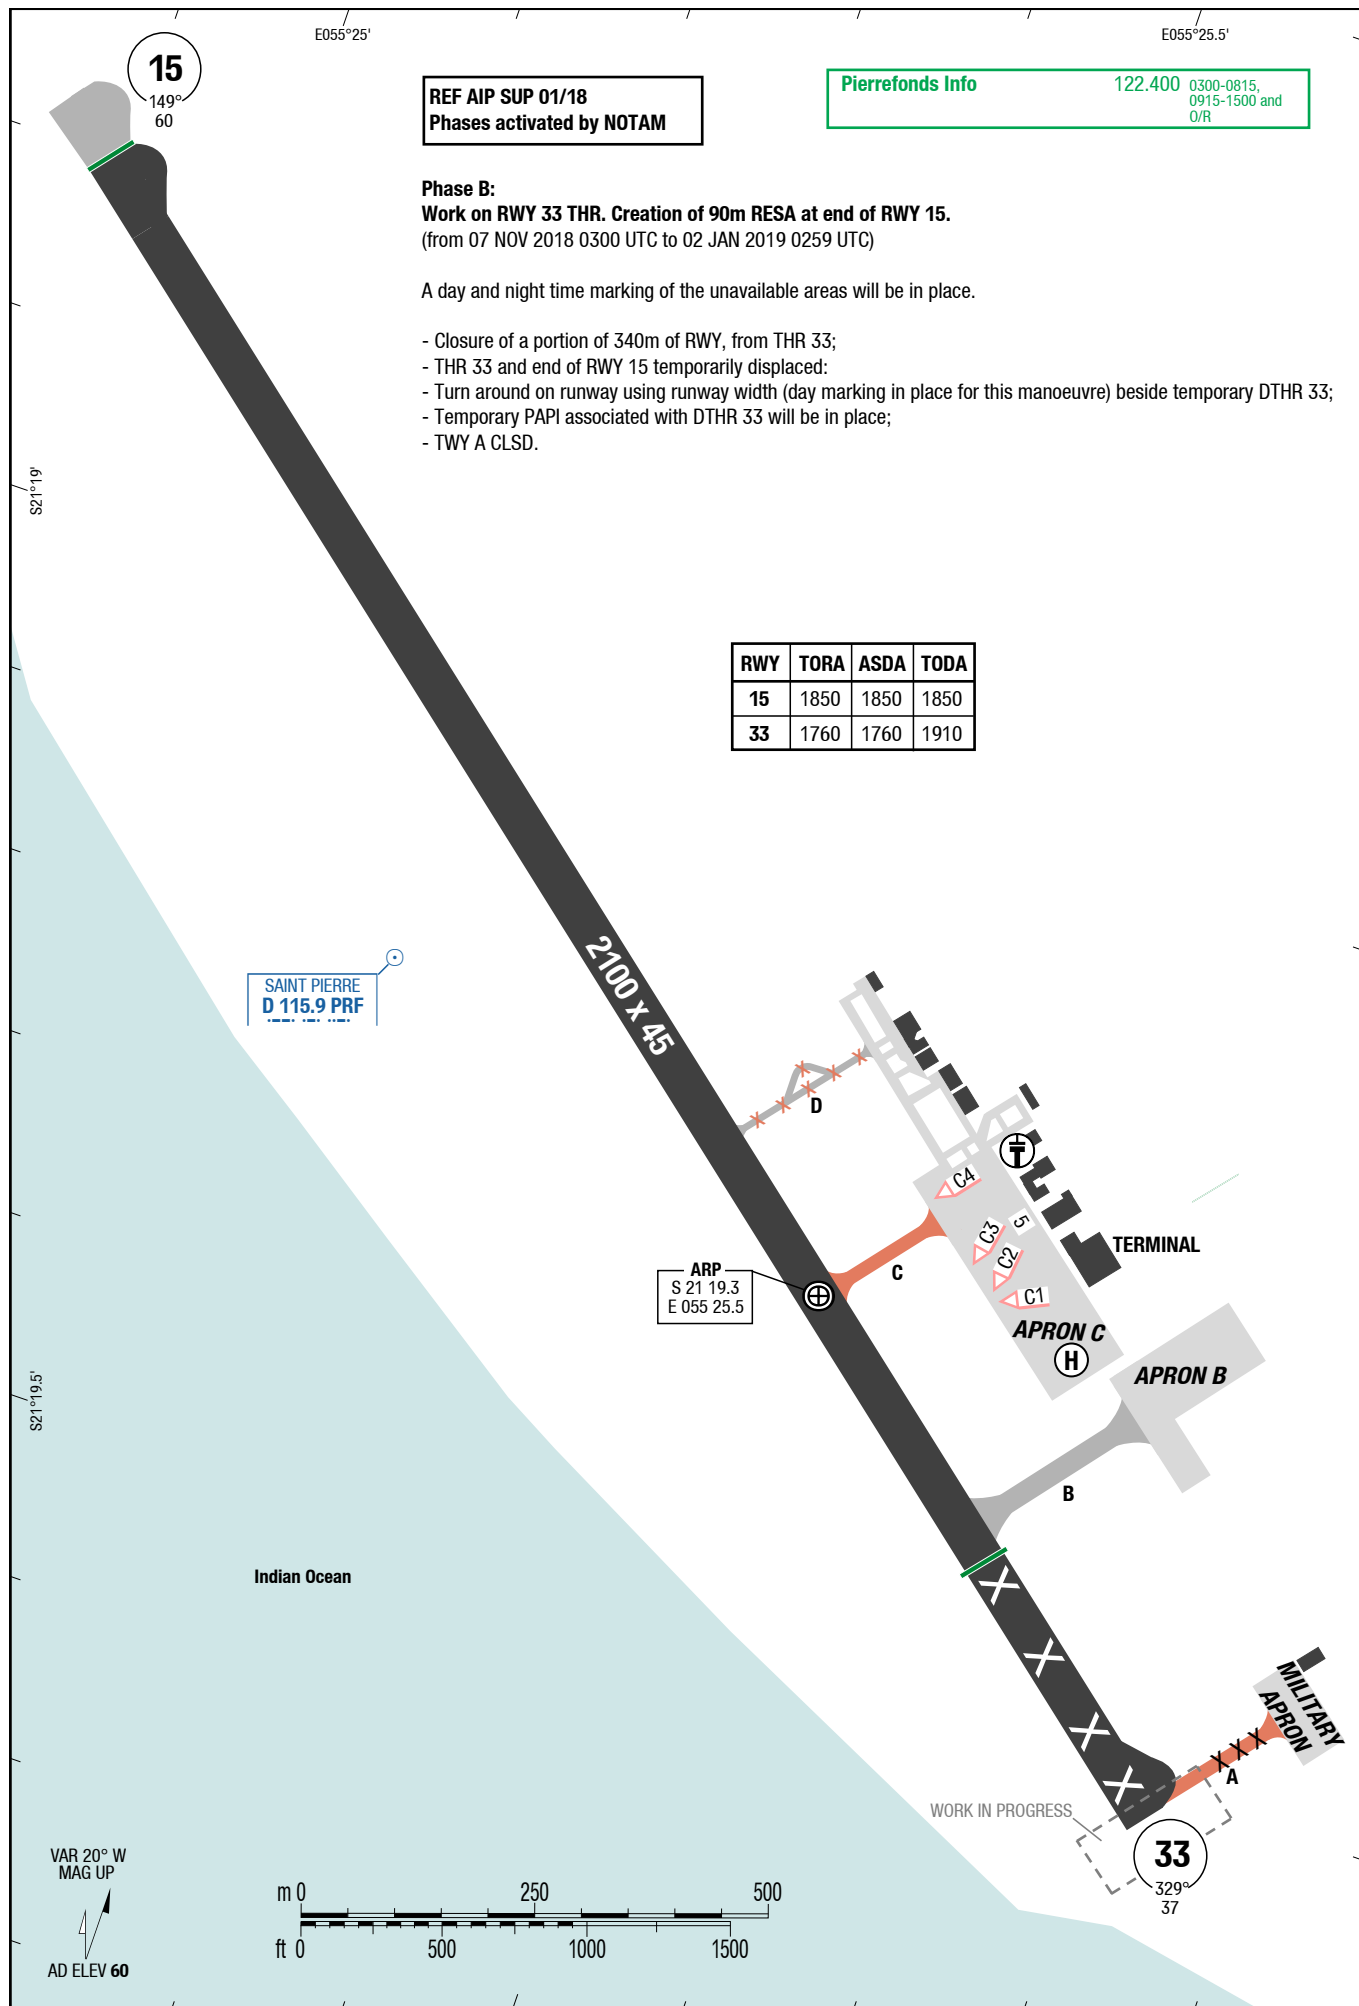 E055°25'
E055°25.5'
15
149°
60
REF AIP SUP 01/18
Phases activated by NOTAM
Pierrefonds Info 122.400 0300-0815,
0915-1500 and
O/R
Phase B:
Work on RWY 33 THR. Creation of 90m RESA at end of RWY 15.
(from 07 NOV 2018 0300 UTC to 02 JAN 2019 0259 UTC)
A day and night time marking of the unavailable areas will be in place.
- Closure of a portion of 340m of RWY, from THR 33;
- THR 33 and end of RWY 15 temporarily displaced:
- Turn around on runway using runway width (day marking in place for this manoeuvre) beside temporary DTHR 33;
- Temporary PAPI associated with DTHR 33 will be in place;
- TWY A CLSD.
S21°19'
RWY TORA ASDA TODA
15 1850 1850 1850
33 1760 1760 1910
2100 x 45
SAINT PIERRE
D 115.9 PRF
D
T
C4
5
C3
C2
C1
TERMINAL
C
ARP
S 21 19.3
E 055 25.5
APRON C
H
APRON B
S21°19.5'
B
Indian Ocean
MILITARY
APRON
A
WORK IN PROGRESS
33
329°
37
VAR 20° W
MAG UP
AD ELEV 60
m 0 250 500
ft 0 500 1000 1500